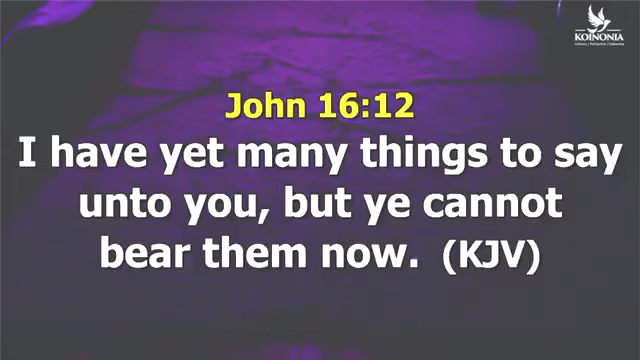 KOINONIA
John 16:12
I have yet many things to say
unto you, but ye cannot
bear them now. (KJV)